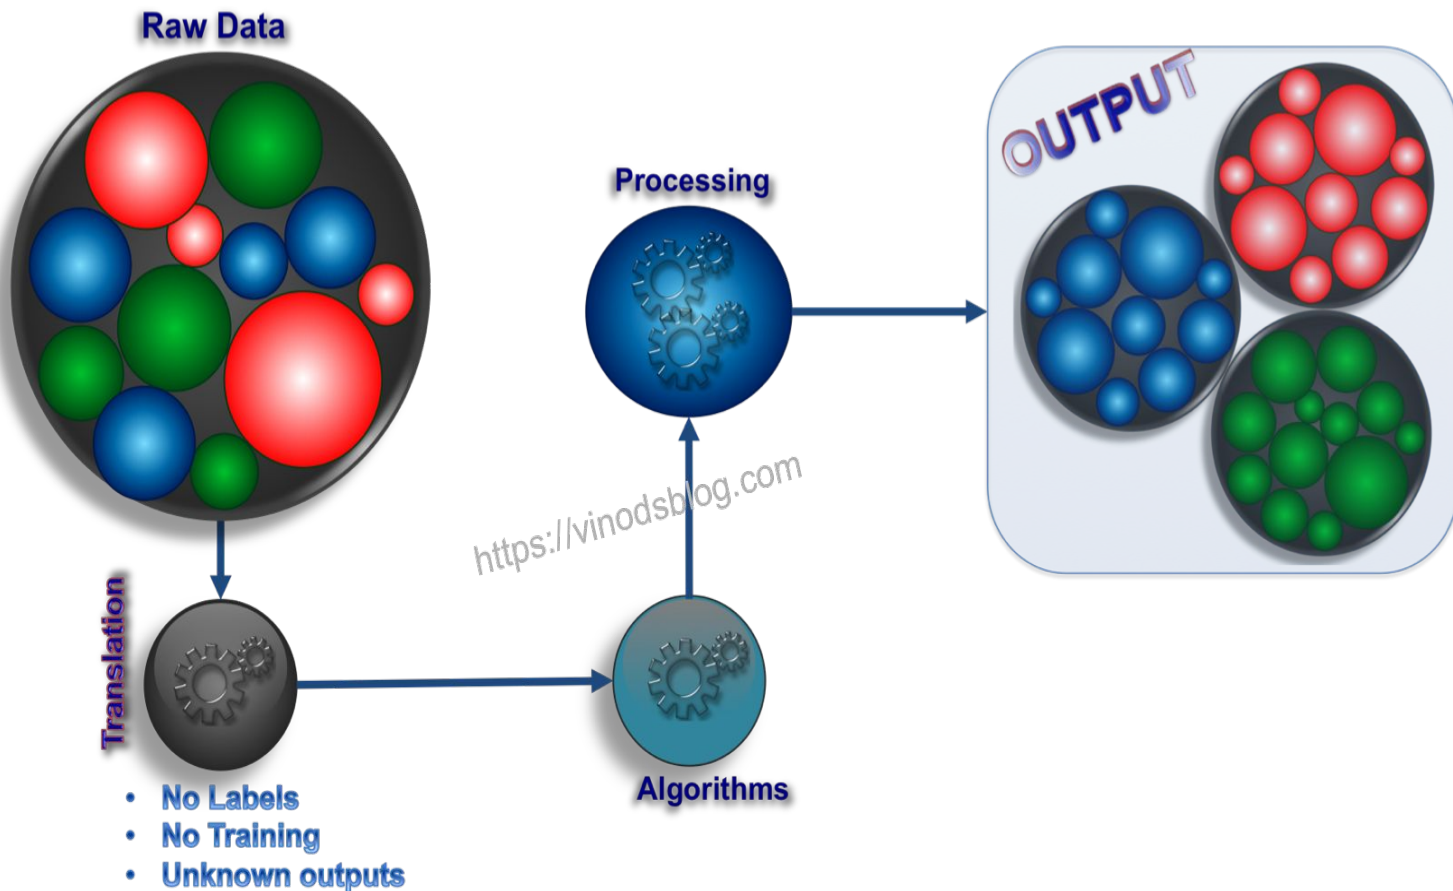 Raw Data
OUTPUT
Processing
https://vinodsblog.com
Translation
Algorithms
• No Labels
• No Training
• Unknown outputs